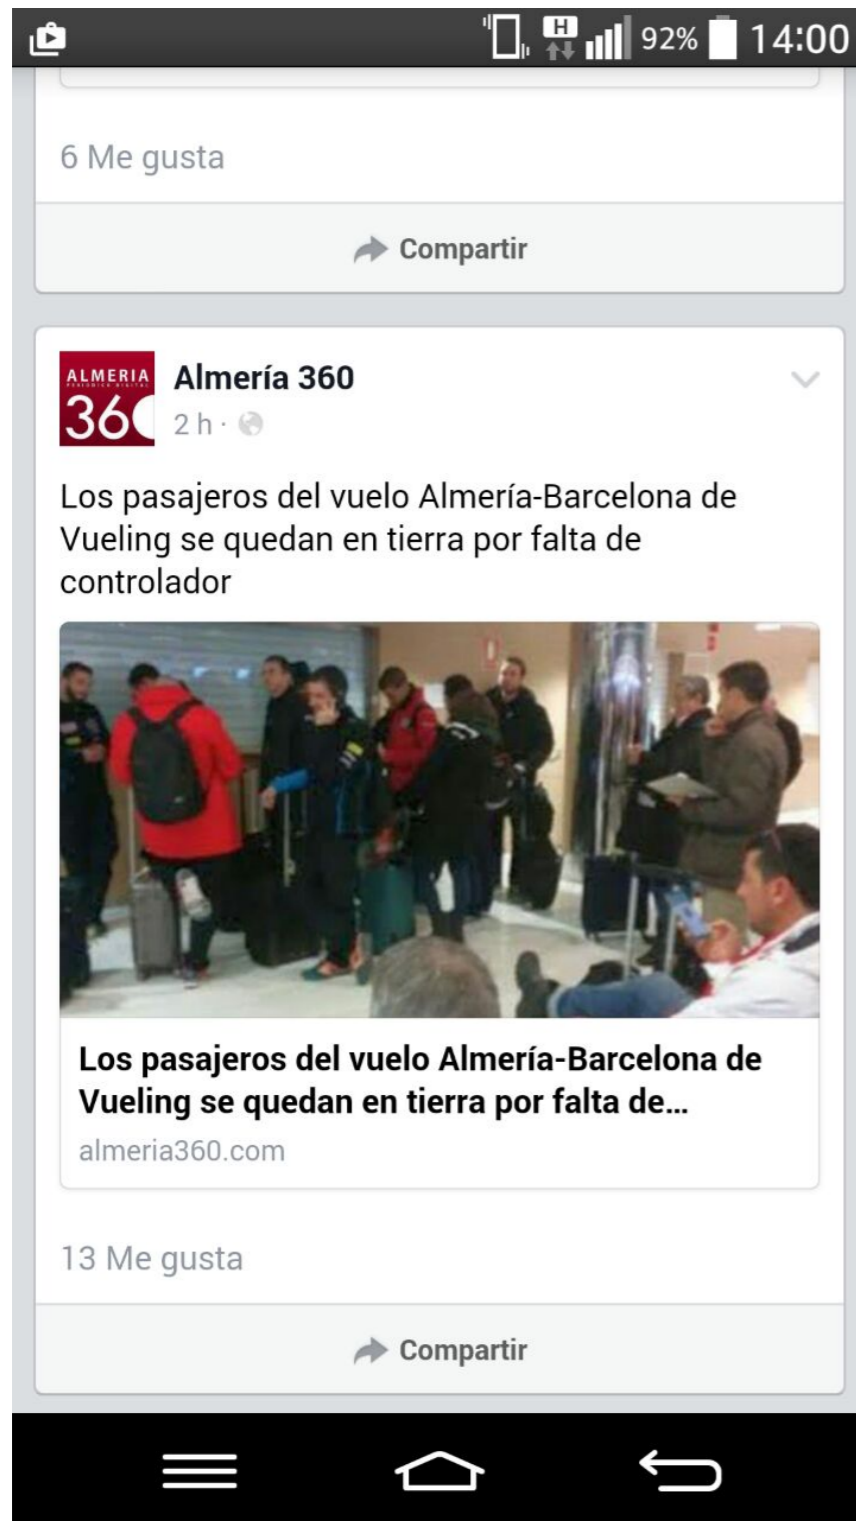 H 92% 14:00
6 Me gusta
Compartir
ALMERIA
PERIODICO DIGITAL
360
Almería 360
2 h ·
Los pasajeros del vuelo Almería-Barcelona de
Vueling se quedan en tierra por falta de
controlador
Los pasajeros del vuelo Almería-Barcelona de
Vueling se quedan en tierra por falta de...
almeria360.com
13 Me gusta
Compartir